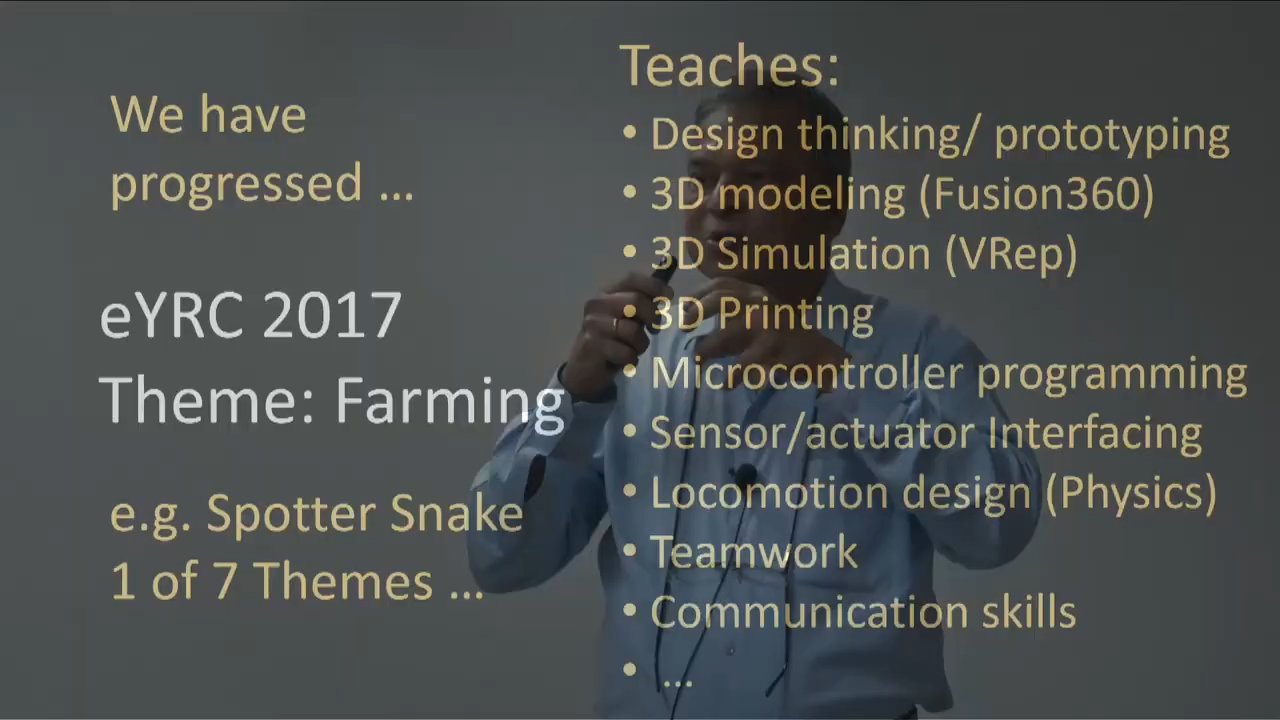 We have
progressed ...
eYRC 2017
Theme: Farming
e.g. Spotter Snake
1 of 7 Themes ...
Teaches:
• Design thinking/ prototyping
• 3D modeling (Fusion360)
• 3D Simulation (VRep)
• 3D Printing
• Microcontroller programming
• Sensor/actuator Interfacing
• Locomotion design (Physics)
• Teamwork
• Communication skills
• ...